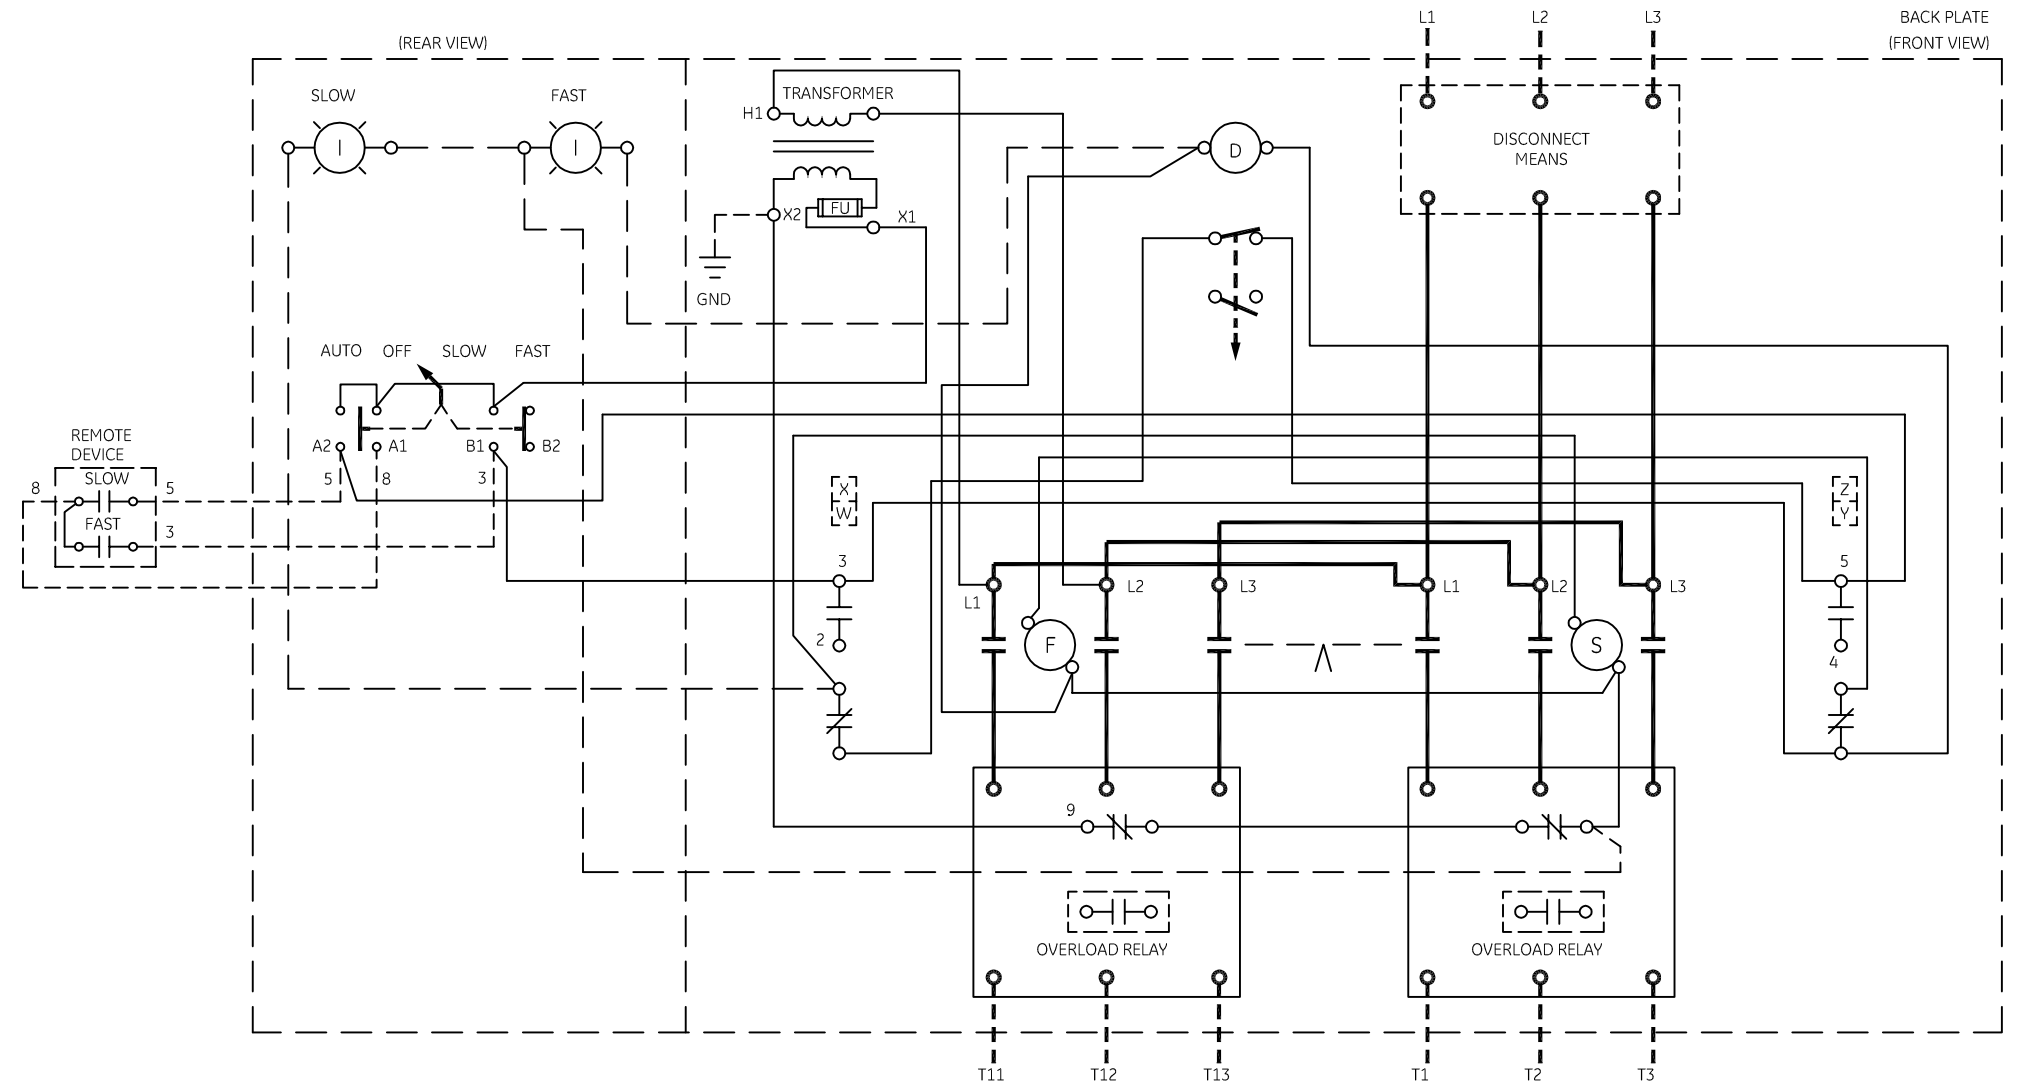 L1 L2 L3 BACK PLATE
(REAR VIEW) (FRONT VIEW)
SLOW FAST
TRANSFORMER
H1
I I
D
DISCONNECT
MEANS
X2 FU X1
GND
AUTO OFF SLOW FAST
REMOTE
DEVICE
A2 A1 B1 B2
SLOW
5 8 3
8 5
FAST
3
X
W
Z
Y
3 5
L1 L2 L3 L1 L2 L3
2 F S 4
9
OVERLOAD RELAY OVERLOAD RELAY
T11 T12 T13 T1 T2 T3